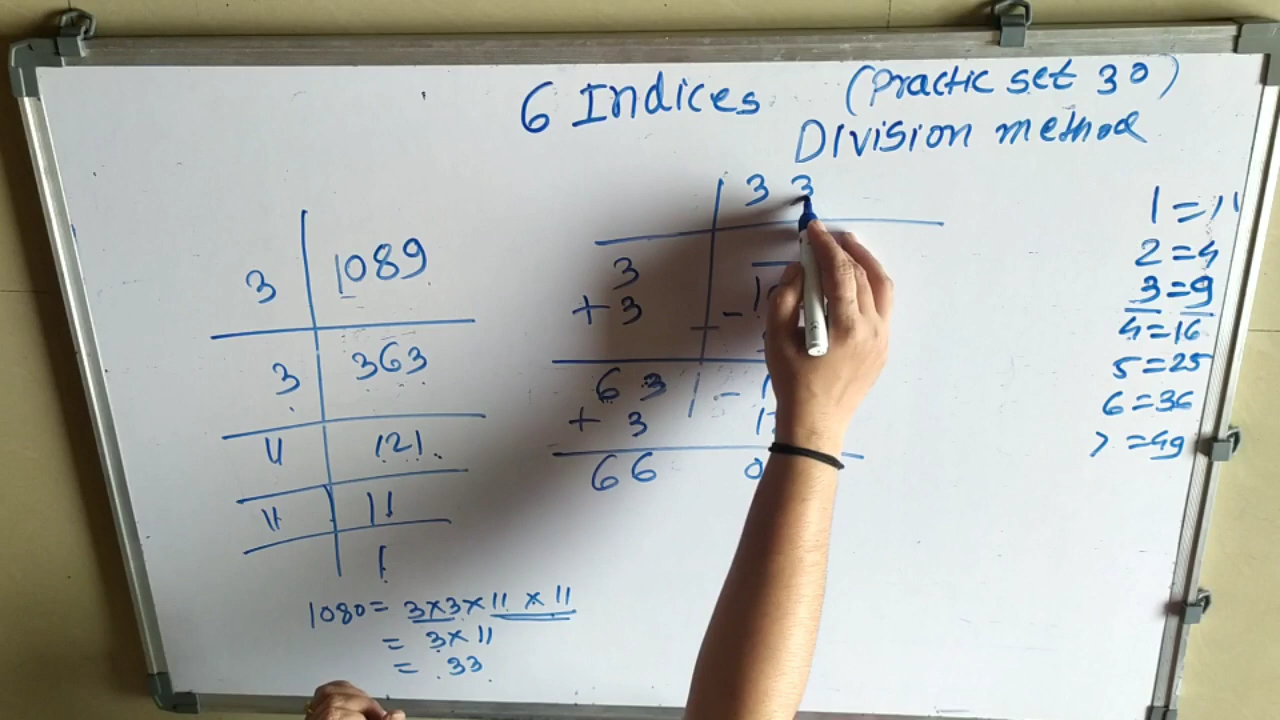 6 Indices (Practic set 30)
Division method
3 1089
3 363
11 121
11 11
1
1080= 3×3×11 × 11
= 3×11
= 33
3 3
3
+ 3 -
6 3 -
+ 3
66 0
1 = 1
2 = 4
3 = 9
4 = 16
5 = 25
6 = 36
7 = 49